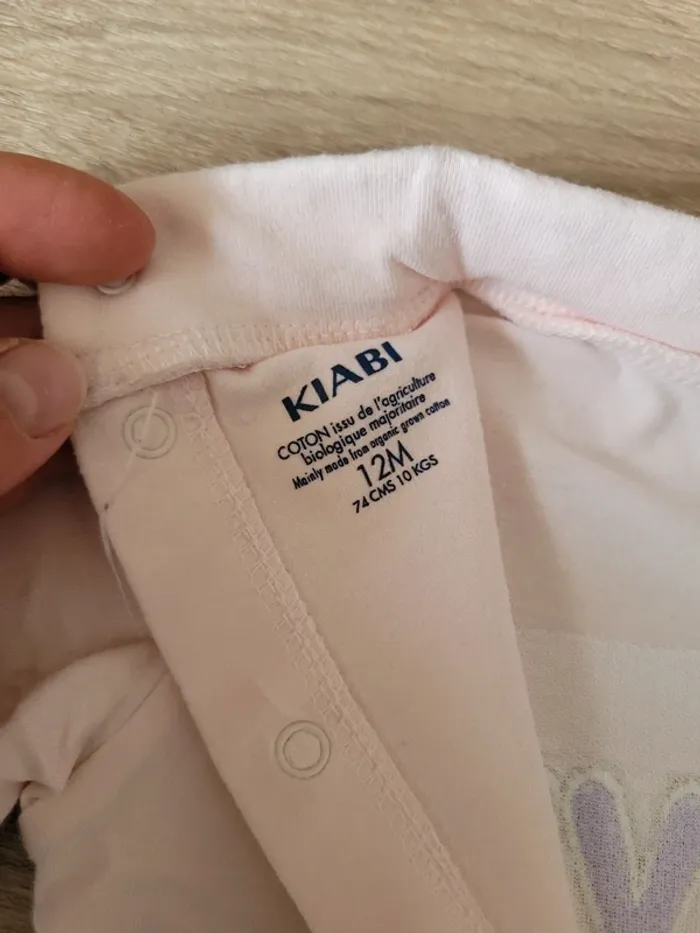 KIABI
COTON issu de l'agriculture
biologique majoritaire
Mainly made from organic grown cotton
12M
74 CMS 10 KGS